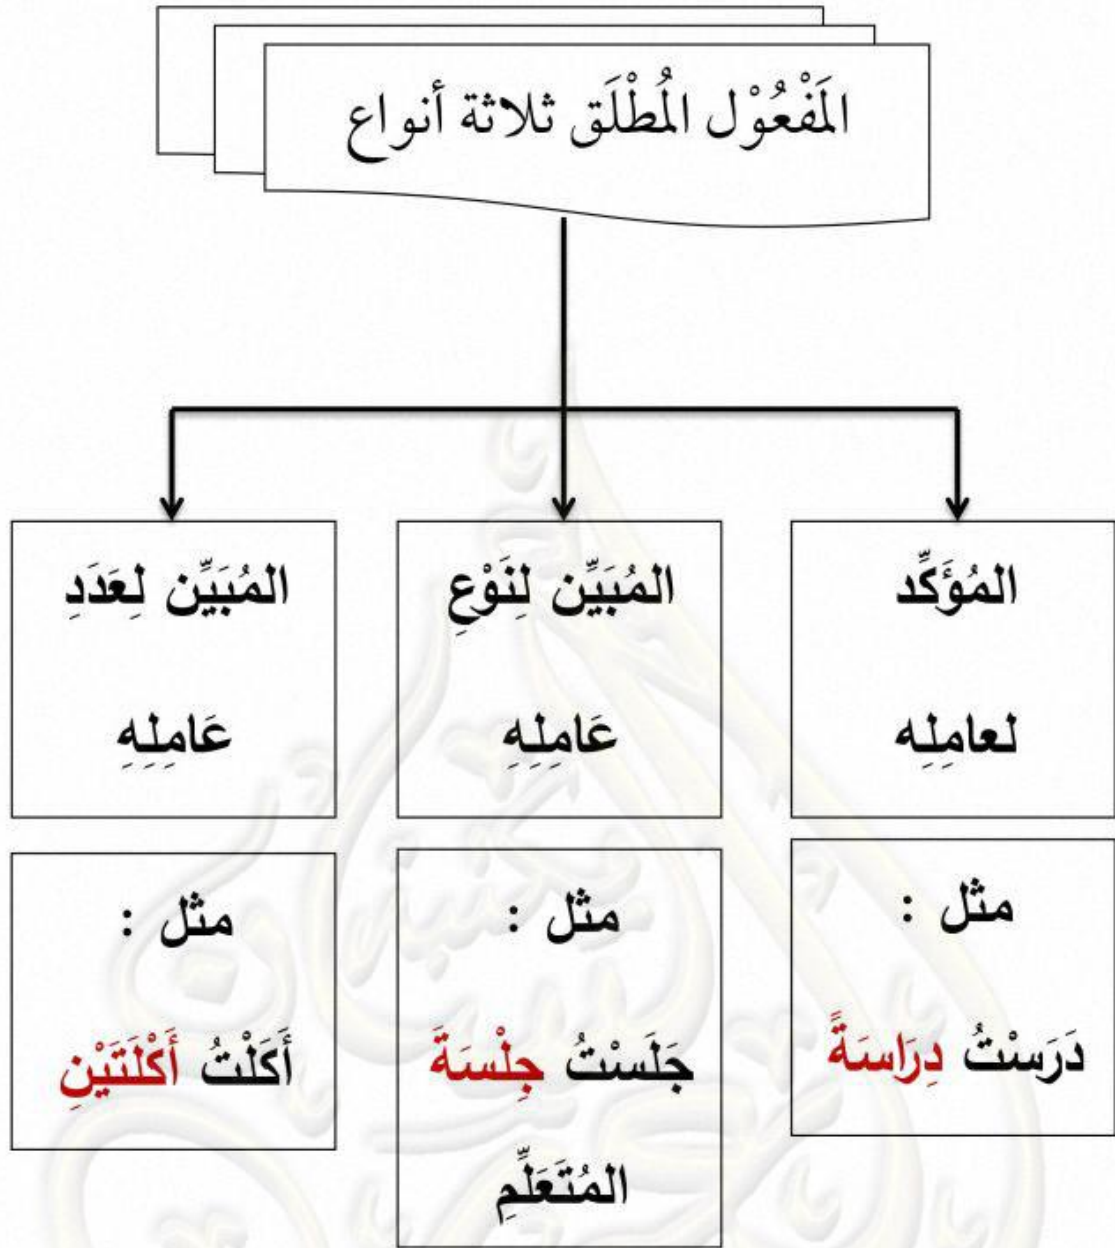 المَفْعُوْل المُطْلَق ثلاثة أنواع
المُؤَكِّد
لعامِلِه
المُبَيِّن لِنَوْعِ
عَامِلِهِ
المُبَيِّن لِعَدَدِ
عَامِلِهِ
مثل :
دَرَسْتُ دِرَاسَةً
مثل :
جَلَسْتُ جِلْسَةَ
المُتَعَلِّمِ
مثل :
أَكَلْتُ أَكْلَتَيْنِ